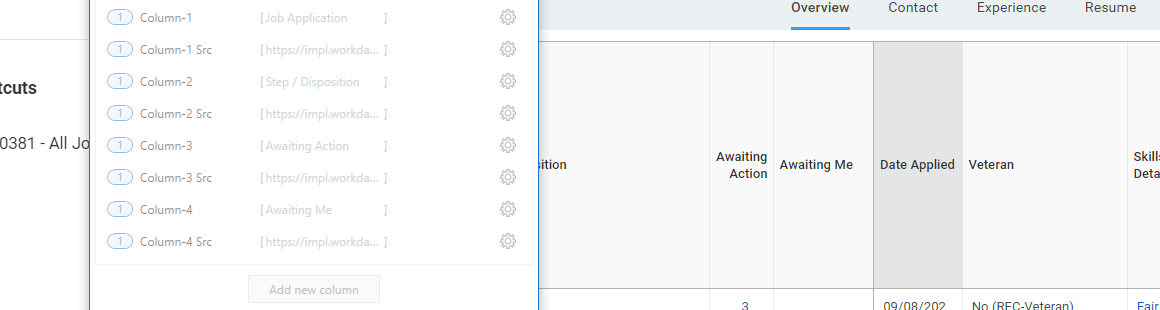 Overview Contact Experience Resume
1 Column-1 [Job Application ]
1 Column-1 Src [https://impl.workda... ]
1 Column-2 [Step / Disposition ]
1 Column-2 Src [https://impl.workda... ]
1 Column-3 [Awaiting Action ]
1 Column-3 Src [https://impl.workda... ]
1 Column-4 [Awaiting Me ]
1 Column-4 Src [https://impl.workda... ]
Add new column
tcuts
0381 - All Jo
ition
Awaiting
Action
Awaiting Me
Date Applied
Veteran
Skill
Deta
3
09/08/202
No (REC-Veteran)
Fair